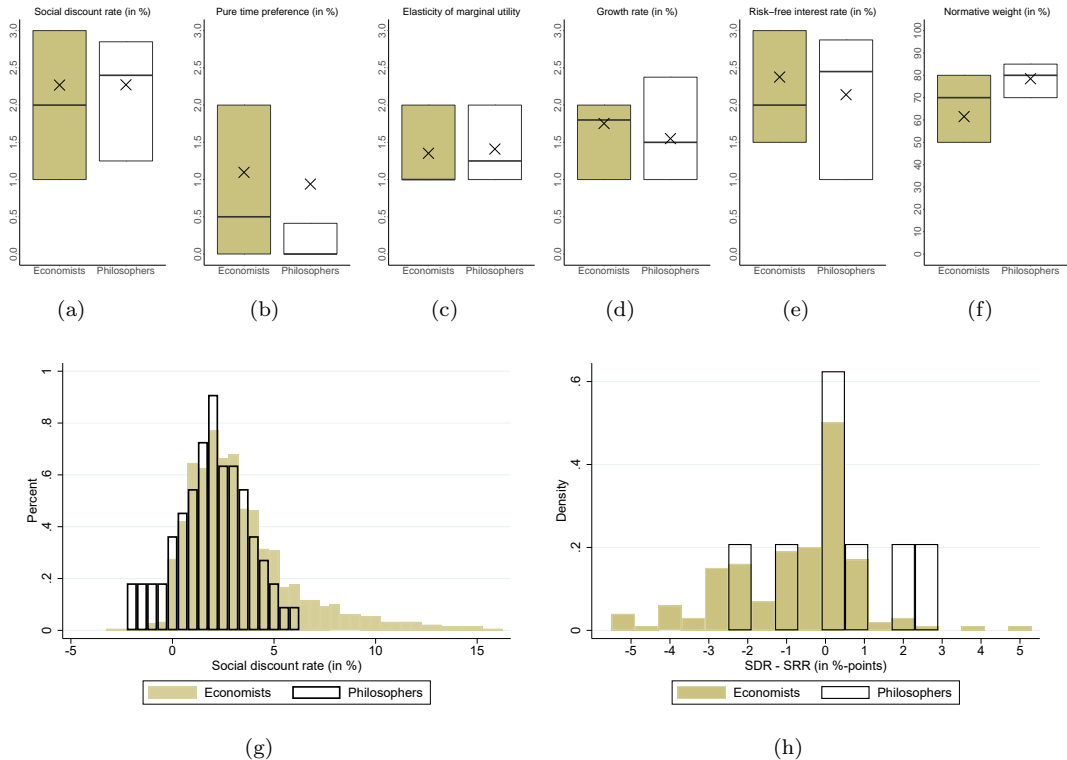 Social discount rate (in %)
Pure time preference (in %)
Elasticity of marginal utility
Growth rate (in %)
Risk−free interest rate (in %)
Normative weight (in %)
3.0
2.5
2.0
1.5
1.0
0.5
0.0
Economists Philosophers
3.0
2.5
2.0
1.5
1.0
0.5
0.0
Economists Philosophers
3.0
2.5
2.0
1.5
1.0
0.5
0.0
Economists Philosophers
3.0
2.5
2.0
1.5
1.0
0.5
0.0
Economists Philosophers
3.0
2.5
2.0
1.5
1.0
0.5
0.0
Economists Philosophers
100
90
80
70
60
50
40
30
20
10
0
Economists Philosophers
(a)
(b)
(c)
(d)
(e)
(f)
Percent
1
.8
.6
.4
.2
0
-5 0 5 10 15
Social discount rate (in %)
Economists Philosophers
(g)
Density
.6
.4
.2
0
-5 -4 -3 -2 -1 0 1 2 3 4 5
SDR - SRR (in %-points)
Economists Philosophers
(h)